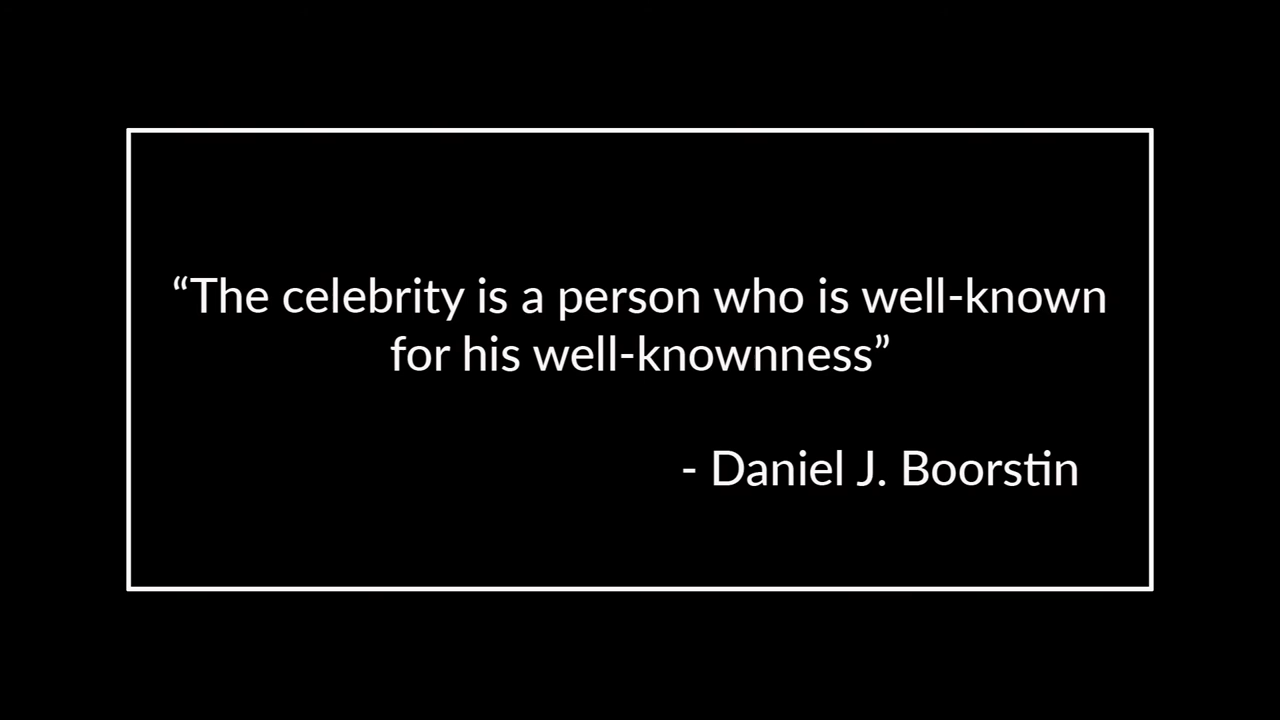 “The celebrity is a person who is well-known
for his well-knownness”
- Daniel J. Boorstin